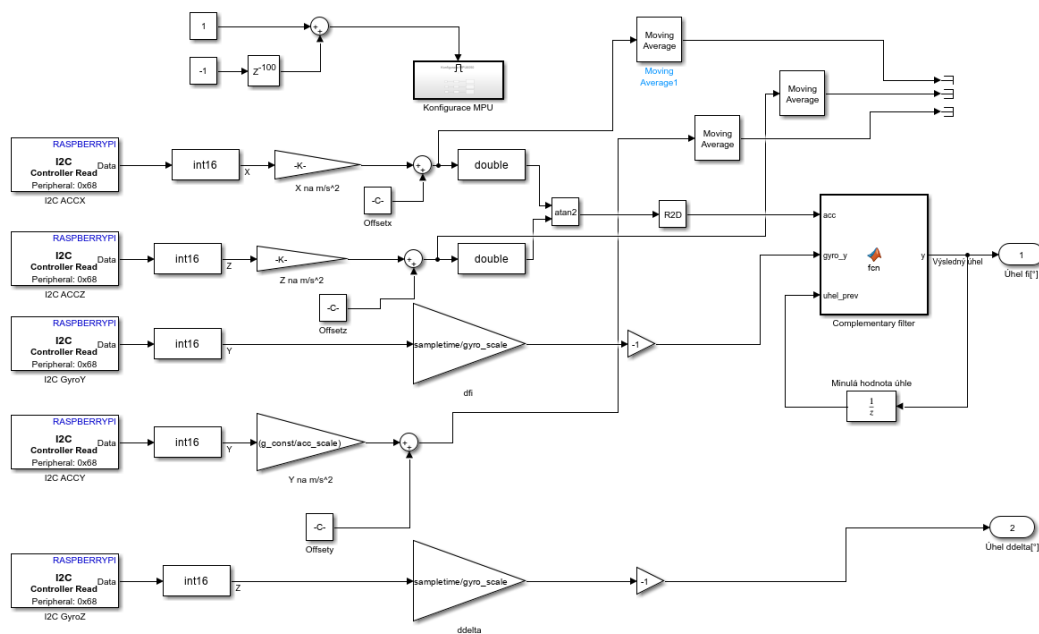 1
-1
Z-100
+
+
Konfigurace MPU
Moving
Average
Moving
Average1
Moving
Average
Moving
Average
RASPBERRYPI
I2C
Controller Read
Peripheral: 0x68
Data
I2C ACCX
int16
X
-K-
X na m/s^2
+
+
-C-
Offsetx
double
atan2
R2D
RASPBERRYPI
I2C
Controller Read
Peripheral: 0x68
Data
I2C ACCZ
int16
Z
-K-
Z na m/s^2
+
+
-C-
Offsetz
double
acc
gyro_y
uhel_prev
fcn
y
Complementary filter
Výsledný úhel
1
Úhel fi[°]
RASPBERRYPI
I2C
Controller Read
Peripheral: 0x68
Data
I2C GyroY
int16
Y
sampletime/gyro_scale
dfi
-1
Minulá hodnota úhle
1
z
RASPBERRYPI
I2C
Controller Read
Peripheral: 0x68
Data
I2C ACCY
int16
Y
(g_const/acc_scale)
Y na m/s^2
+
+
-C-
Offsety
RASPBERRYPI
I2C
Controller Read
Peripheral: 0x68
Data
I2C GyroZ
int16
Z
sampletime/gyro_scale
ddelta
-1
2
Úhel ddelta[°]